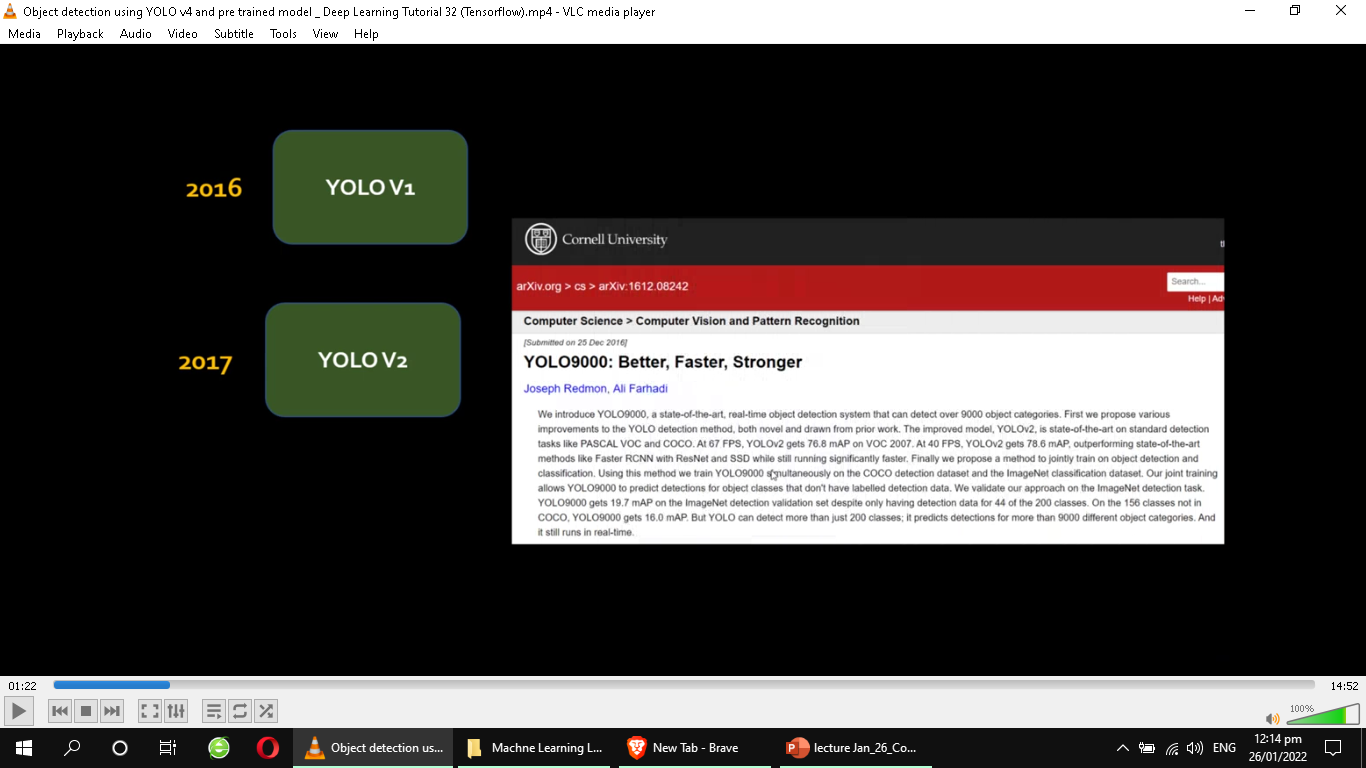 Object detection using YOLO v4 and pre trained model _ Deep Learning Tutorial 32 (Tensorflow).mp4 - VLC media player
Media Playback Audio Video Subtitle Tools View Help
2016 YOLO V1
2017 YOLO V2
Cornell University
arXiv.org > cs > arXiv:1612.08242
Search...
Help |
Computer Science > Computer Vision and Pattern Recognition
[Submitted on 25 Dec 2016]
YOLO9000: Better, Faster, Stronger
Joseph Redmon, Ali Farhadi
We introduce YOLO9000, a state-of-the-art, real-time object detection system that can detect over 9000 object categories. First we propose various
improvements to the YOLO detection method, both novel and drawn from prior work. The improved model, YOLOv2, is state-of-the-art on standard detection
tasks like PASCAL VOC and COCO. At 67 FPS, YOLOv2 gets 76.8 mAP on VOC 2007. At 40 FPS, YOLOv2 gets 78.6 mAP, outperforming state-of-the-art
methods like Faster RCNN with ResNet and SSD while still running significantly faster. Finally we propose a method to jointly train on object detection and
classification. Using this method we train YOLO9000 simultaneously on the COCO detection dataset and the ImageNet classification dataset. Our joint training
allows YOLO9000 to predict detections for object classes that don't have labelled detection data. We validate our approach on the ImageNet detection task.
YOLO9000 gets 19.7 mAP on the ImageNet detection validation set despite only having detection data for 44 of the 200 classes. On the 156 classes not in
COCO, YOLO9000 gets 16.0 mAP. But YOLO can detect more than just 200 classes; it predicts detections for more than 9000 different object categories. And
it still runs in real-time.
01:22 14:52
100%
Object detection us... Machne Learning L... New Tab - Brave lecture Jan_26_Co... ENG 12:14 pm
26/01/2022